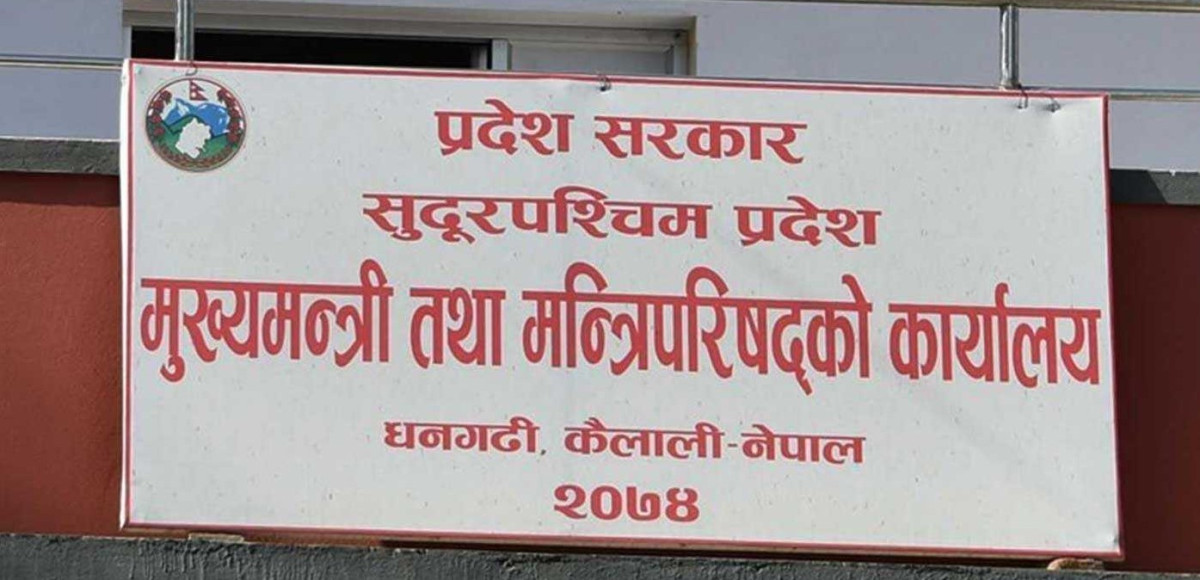 प्रदेश सरकार
सुदूरपश्चिम प्रदेश
मुख्यमन्त्री तथा मन्त्रिपरिषद्को कार्यालय
धनगढी, कैलाली-नेपाल
२०७४